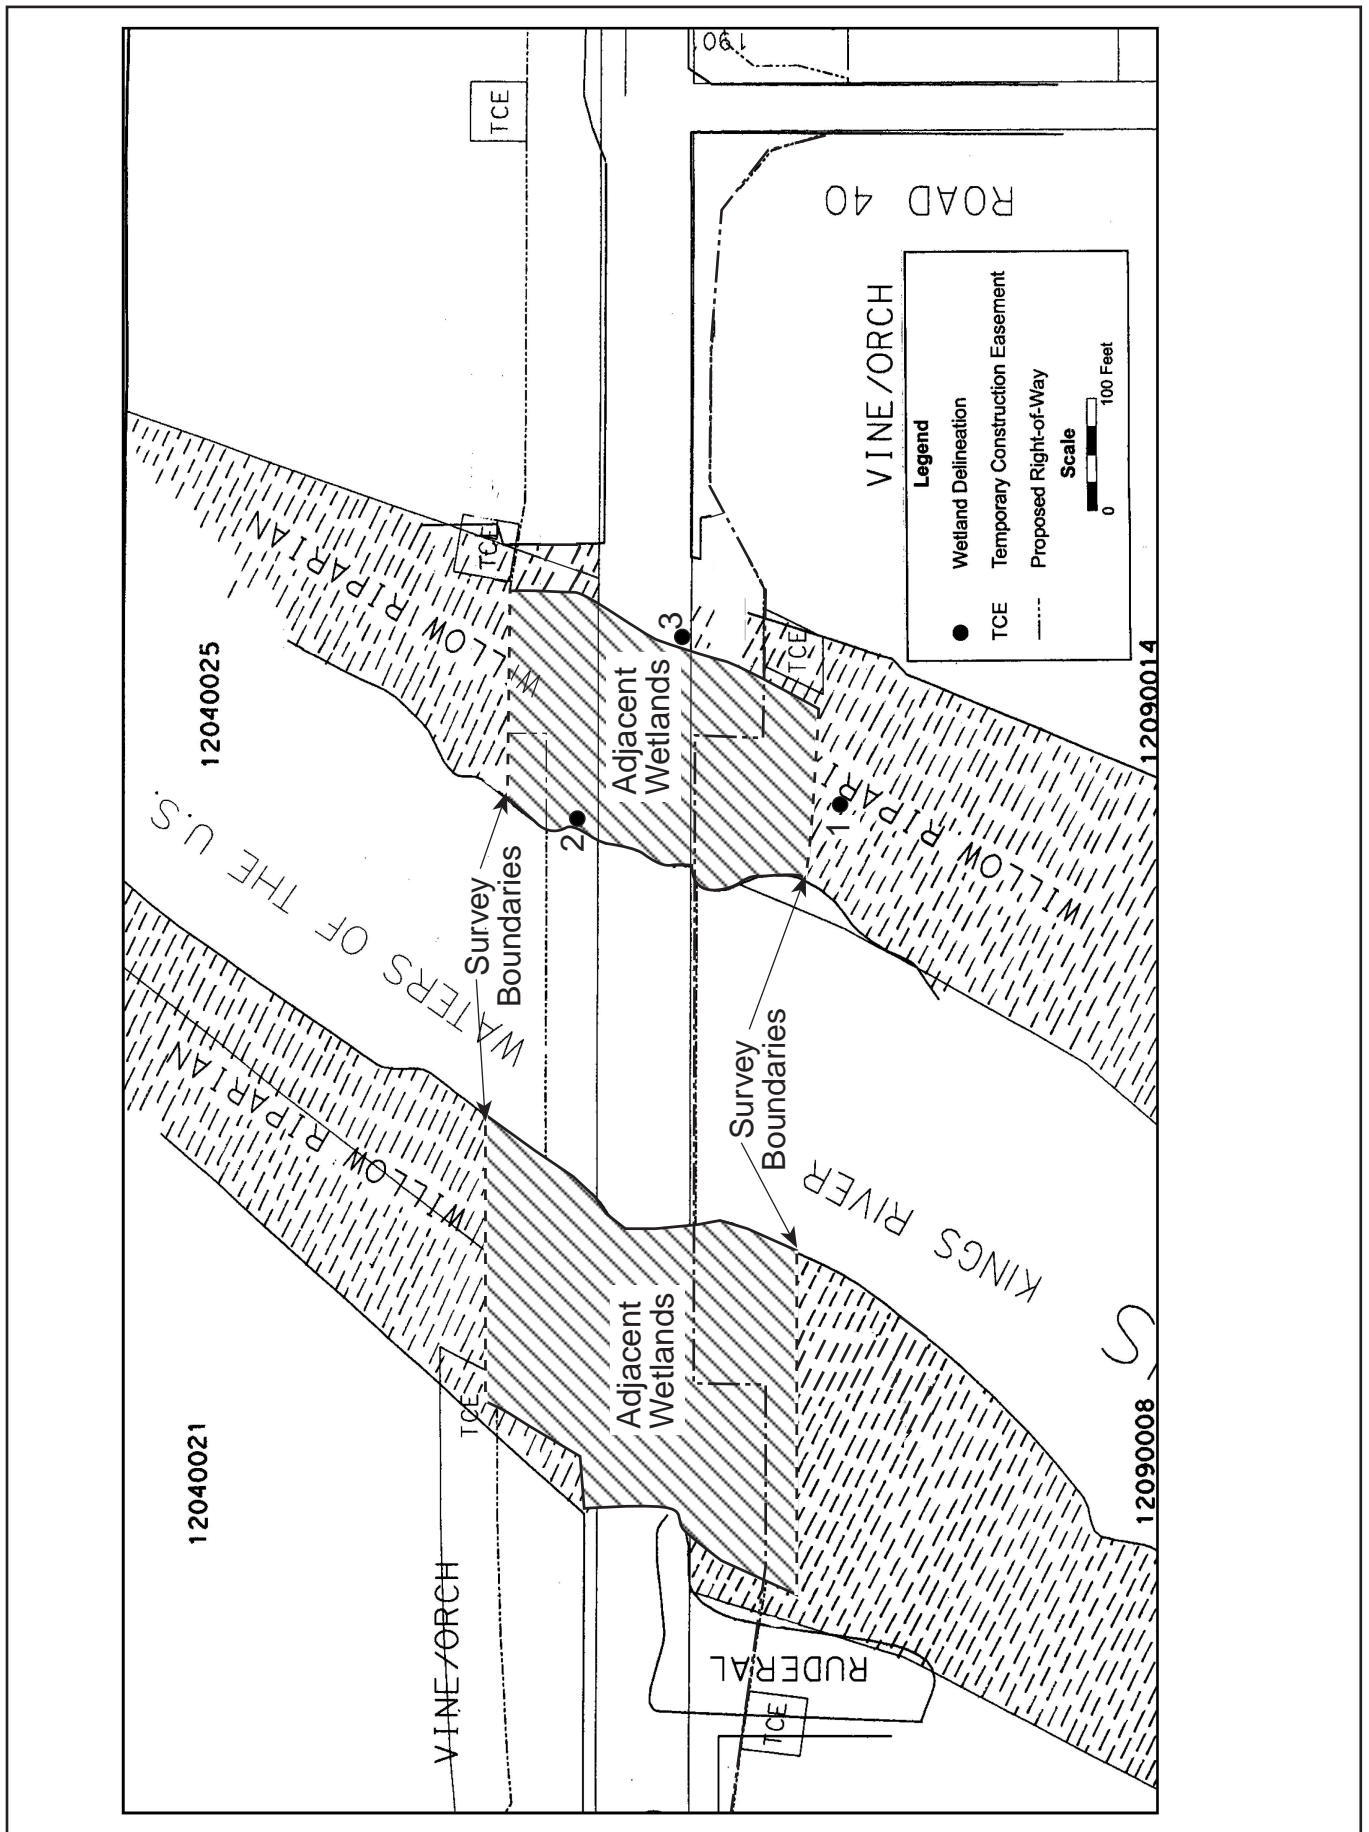 190
TCE
ROAD 40
VINE/ORCH
Legend
Wetland Delineation
TCE Temporary Construction Easement
Proposed Right-of-Way
Scale
0
100 Feet
WILLOW RIPARIAN
TCE
12040025
3
Adjacent
Wetlands
TCE
12090014
2
1
WILLOW RIPARI
WATERS OF THE U.S.
Survey
Boundaries
Survey
Boundaries
WILLOW RIPARIAN
KINGS RIVER
S
Adjacent
Wetlands
TCE
12040021
12090008
VINE/ORCH
RUDERAL
TCE